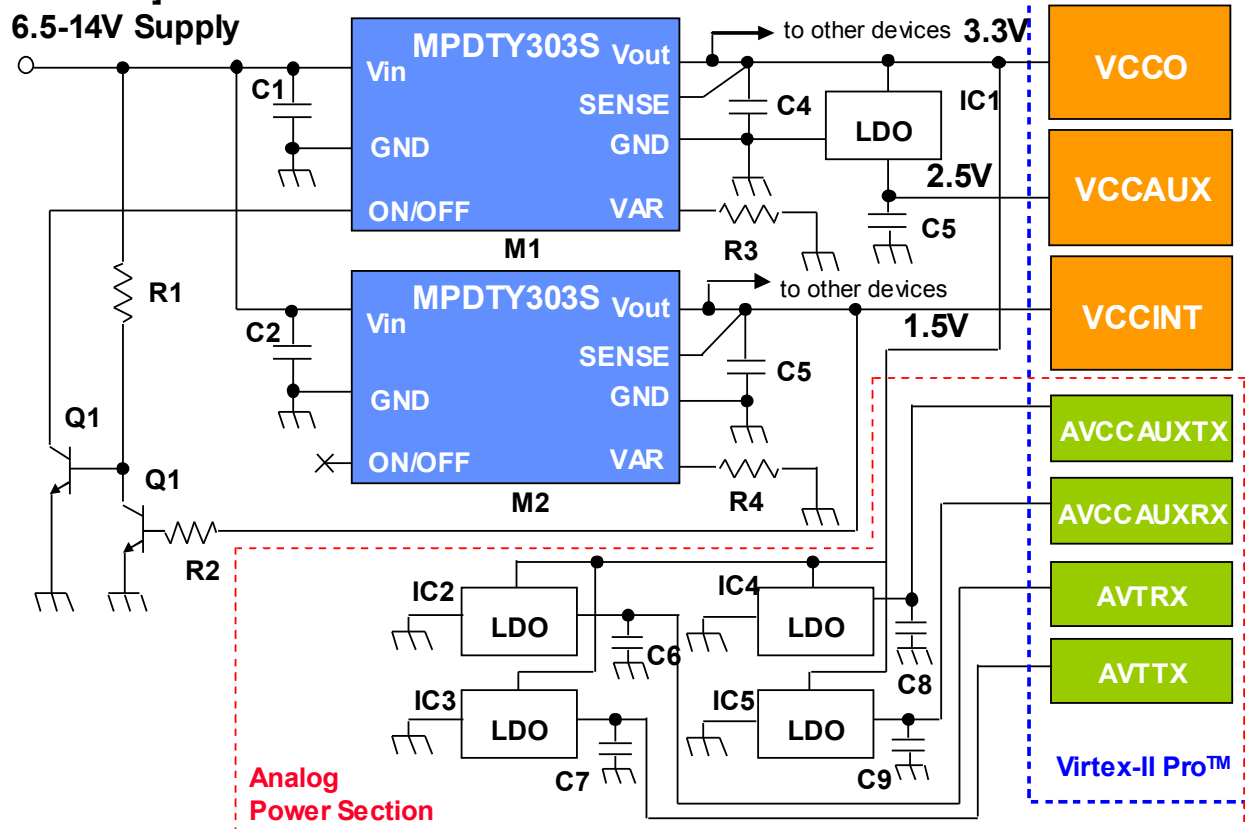 6.5-14V Supply
MPDTY303S
Vin
Vout
to other devices
3.3V
VCCO
C1
SENSE
C4
IC1
LDO
GND
GND
2.5V
VCCAUX
ON/OFF
VAR
C5
M1
R3
R1
MPDTY303S
Vin
Vout
to other devices
1.5V
VCCINT
C2
SENSE
C5
GND
GND
Q1
AVCCAUXTX
ON/OFF
VAR
Q1
M2
R4
AVCCAUXRX
R2
IC2
LDO
C6
IC4
LDO
C8
AVTRX
IC3
LDO
C7
IC5
LDO
C9
AVTTX
Analog
Power Section
Virtex-II Pro™